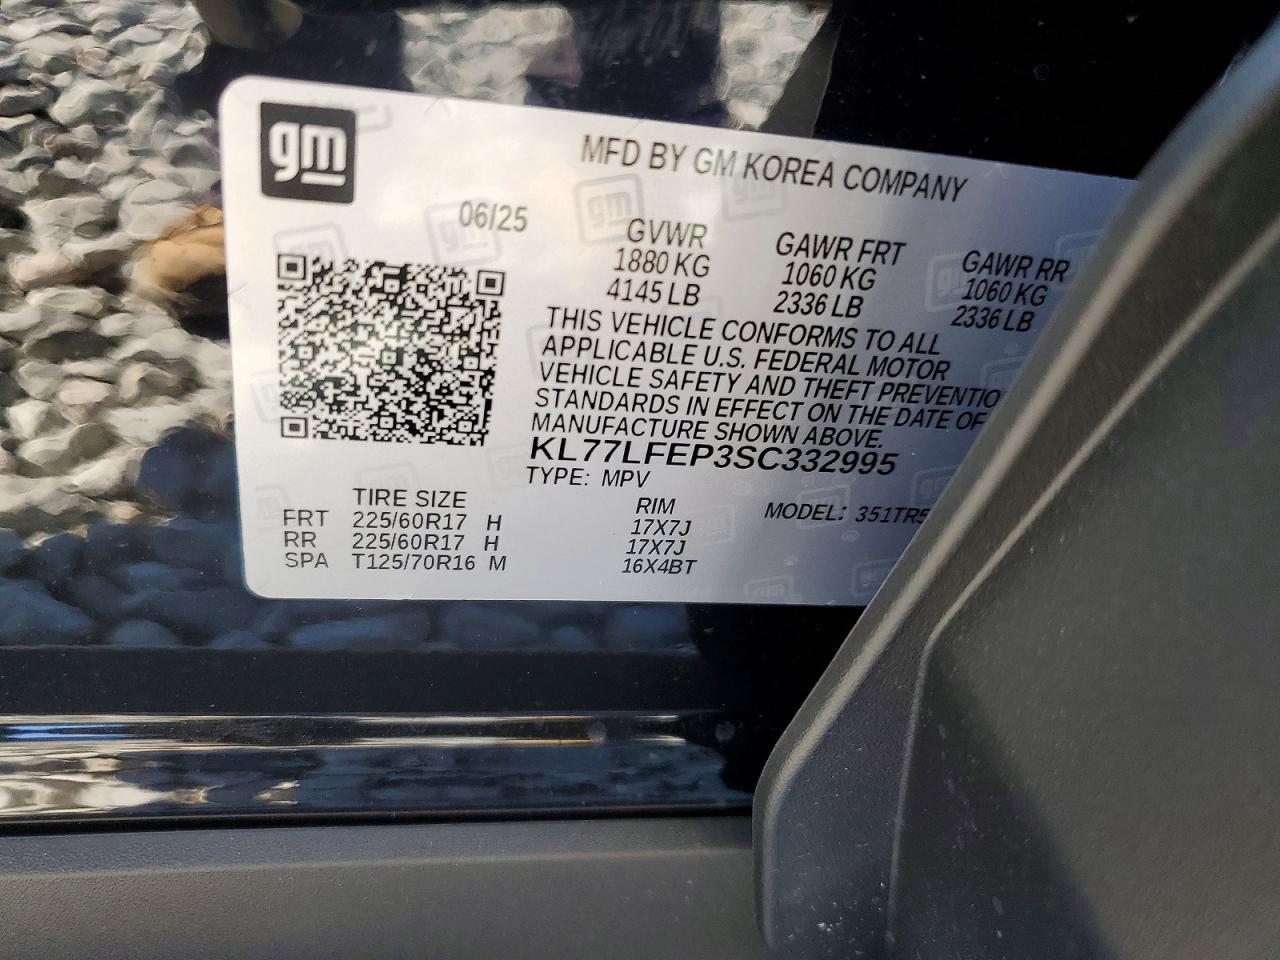 gm
MFD BY GM KOREA COMPANY
06/25
GVWR GAWR FRT GAWR RR
1880 KG 1060 KG 1060 KG
4145 LB 2336 LB 2336 LB
THIS VEHICLE CONFORMS TO ALL
APPLICABLE U.S. FEDERAL MOTOR
VEHICLE SAFETY AND THEFT PREVENTIO
STANDARDS IN EFFECT ON THE DATE OF
MANUFACTURE SHOWN ABOVE.
KL77LFEP3SC332995
TYPE: MPV
TIRE SIZE RIM MODEL: 351TR5
FRT 225/60R17 H 17X7J
RR 225/60R17 H 17X7J
SPA T125/70R16 M 16X4BT